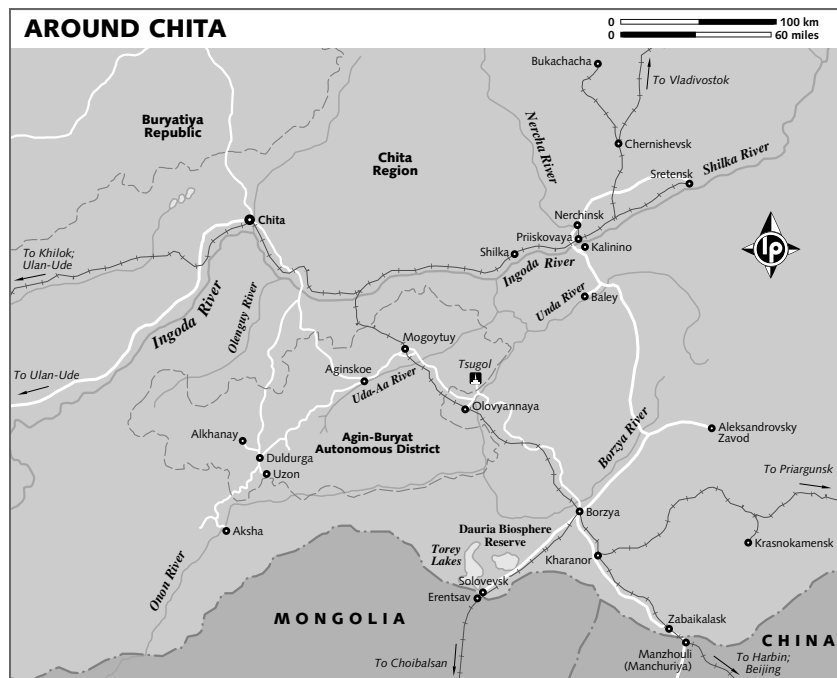 AROUND CHITA
0 100 km
0 60 miles
Bukachacha
To Vladivostok
Buryatiya
Republic
Nercha River
Chita
Region
Chernishevsk
Shilka River
Sretensk
Chita
Nerchinsk
Priiskovaya
Kalinino
lp
To Khilok;
Ulan-Ude
Shilka
Ingoda River
Ingoda River
Olenguy River
Unda River
Baley
Mogoytuy
Tsugol
To Ulan-Ude
Aginskoe
Uda-Aa River
Olovyannaya
Borzya River
Aleksandrovsky
Zavod
Alkhanay
Agin-Buryat
Autonomous District
Duldurga
Uzon
To Priargunsk
Borzya
Aksha
Dauria Biosphere
Reserve
Krasnokamensk
Torey
Lakes
Kharanor
Onon River
Solovevsk
Erentsav
MONGOLIA
Zabaikalask
CHINA
Manzhouli
(Manchuriya)
To Choibalsan
To Harbin;
Beijing